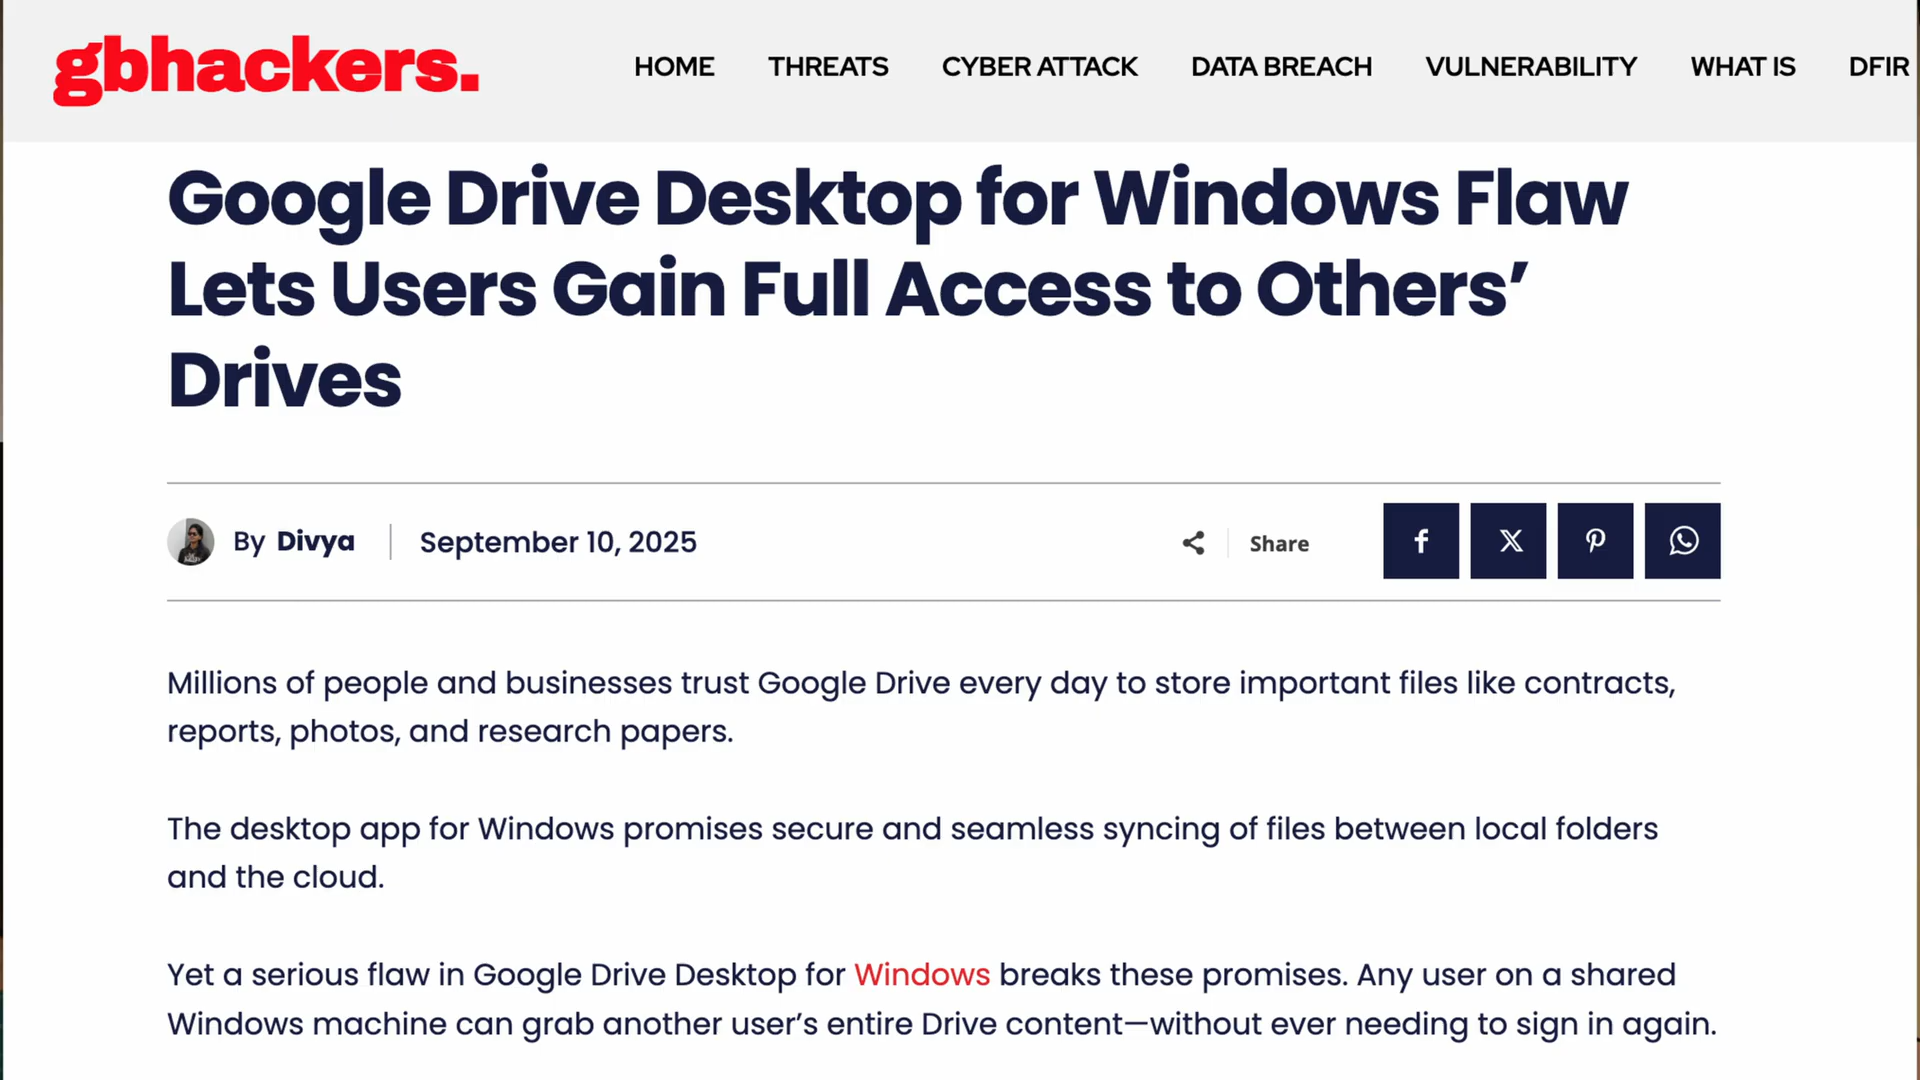 gbhackers.
HOME THREATS CYBER ATTACK DATA BREACH VULNERABILITY WHAT IS DFIR
Google Drive Desktop for Windows Flaw
Lets Users Gain Full Access to Others’
Drives
By Divya September 10, 2025 Share
Millions of people and businesses trust Google Drive every day to store important files like contracts,
reports, photos, and research papers.
The desktop app for Windows promises secure and seamless syncing of files between local folders
and the cloud.
Yet a serious flaw in Google Drive Desktop for Windows breaks these promises. Any user on a shared
Windows machine can grab another user’s entire Drive content—without ever needing to sign in again.